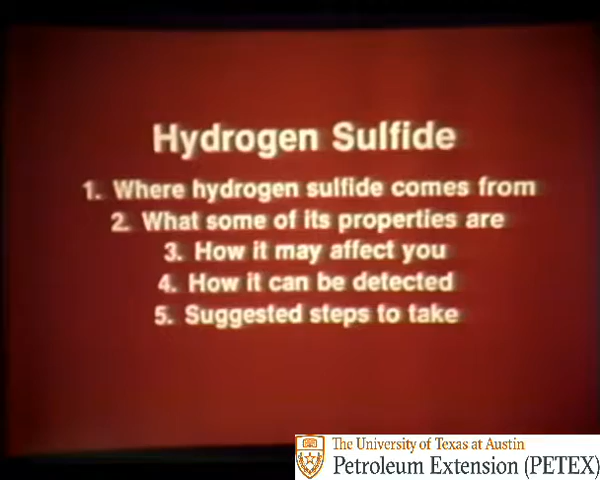 Hydrogen Sulfide
1. Where hydrogen sulfide comes from
2. What some of its properties are
3. How it may affect you
4. How it can be detected
5. Suggested steps to take
The University of Texas at Austin
Petroleum Extension (PETEX)